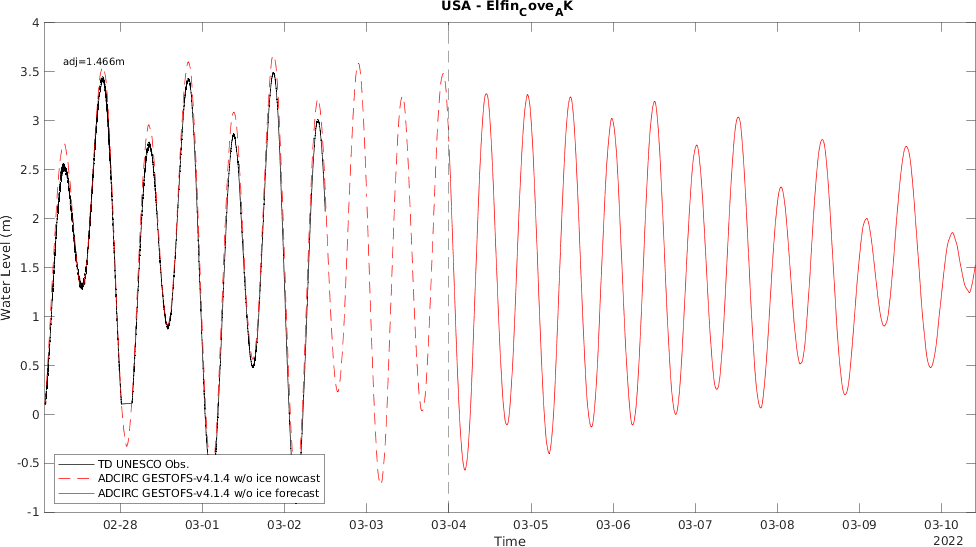 USA - ElfinCoveAK
adj=1.466m
4
3.5
3
2.5
2
1.5
1
0.5
0
-0.5
-1
Water Level (m)
TD UNESCO Obs.
ADCIRC GESTOFS-v4.1.4 w/o ice nowcast
ADCIRC GESTOFS-v4.1.4 w/o ice forecast
02-28 03-01 03-02 03-03 03-04 03-05 03-06 03-07 03-08 03-09 03-10
Time
2022